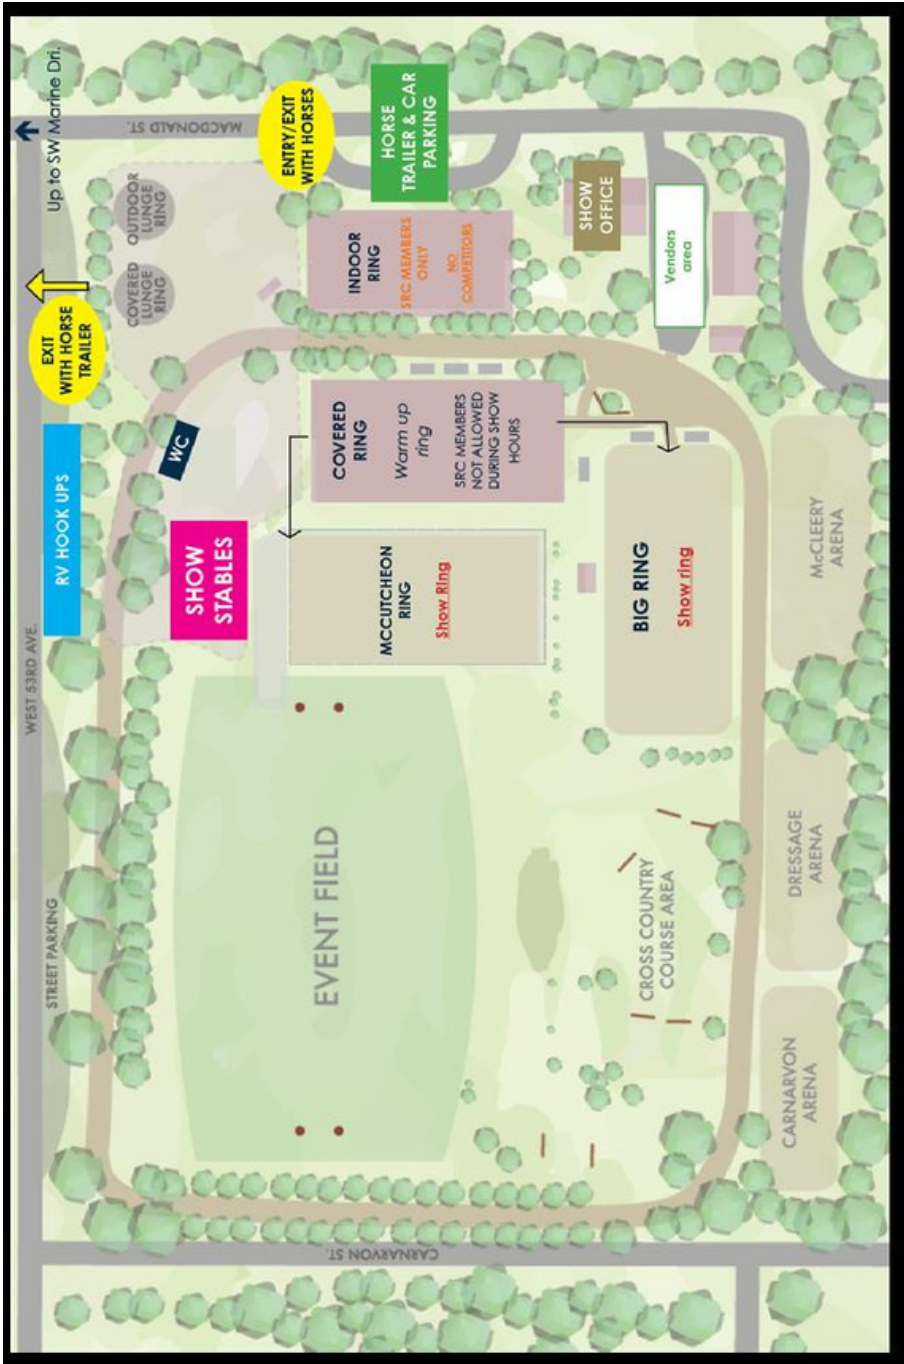 Up to SW Marine Dri.
MACDONALD ST.
ENTRY/EXIT
WITH HORSES
HORSE
TRAILER & CAR
PARKING
OUTDOOR
LUNGE
RING
COVERED
LUNGE
RING
INDOOR
RING
SRC MEMBERS
ONLY
NO
COMPETITORS
SHOW
OFFICE
Vendors
area
EXIT
WITH HORSE
TRAILER
RV HOOK UPS
WC
COVERED
RING
Warm up
ring
SRC MEMBERS
NOT ALLOWED
DURING SHOW
HOURS
SHOW
STABLES
MCCUTCHEON
RING
Show Ring
BIG RING
Show ring
McCLEERY
ARENA
WEST 53RD AVE.
STREET PARKING
EVENT FIELD
CROSS COUNTRY
COURSE AREA
DRESSAGE
ARENA
CARNARVON
ARENA
CARNARVON ST.